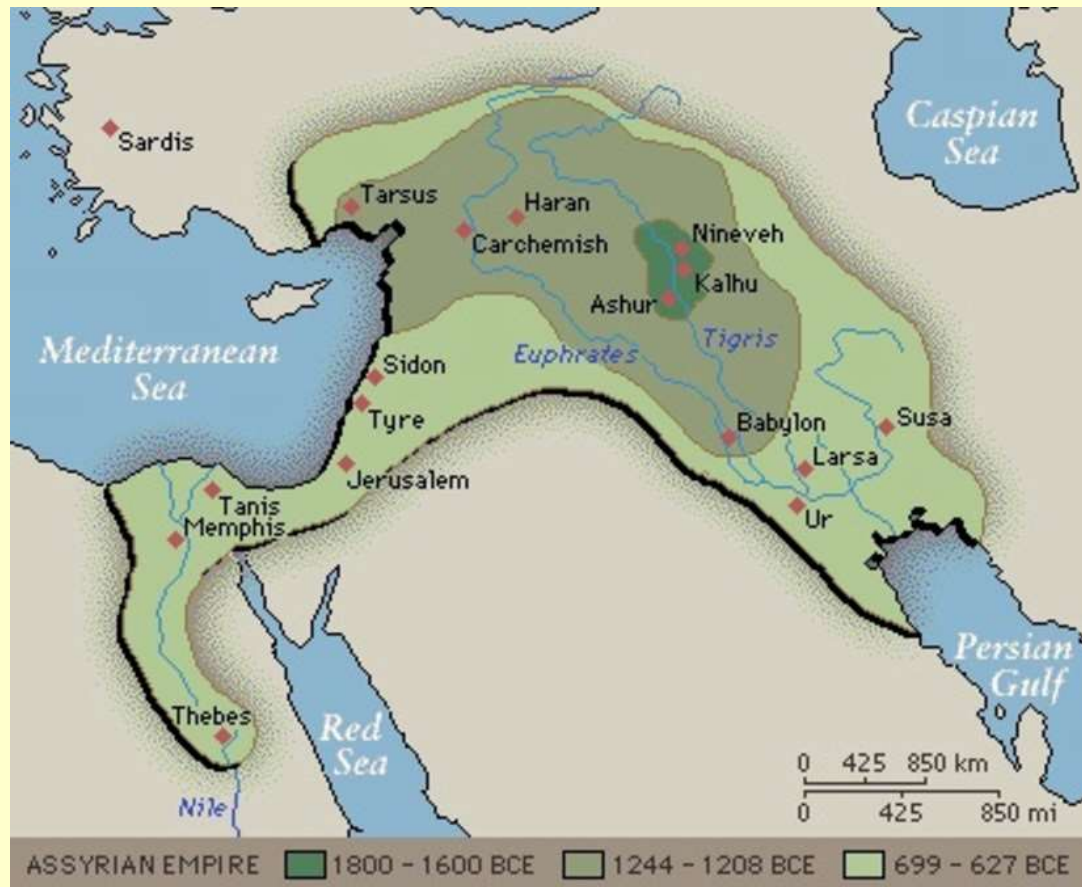 Caspian
Sea
Sardis
Tarsus
Haran
Carchemish
Nineveh
Kalhu
Ashur
Tigris
Euphrates
Mediterranean
Sea
Sidon
Tyre
Babylon
Susa
Larsa
Jerusalem
Tanis
Memphis
Ur
Persian
Gulf
Thebes
Red
Sea
Nile
0 425 850 km
0 425 850 mi
ASSYRIAN EMPIRE 1800 - 1600 BCE 1244 - 1208 BCE 699 - 627 BCE